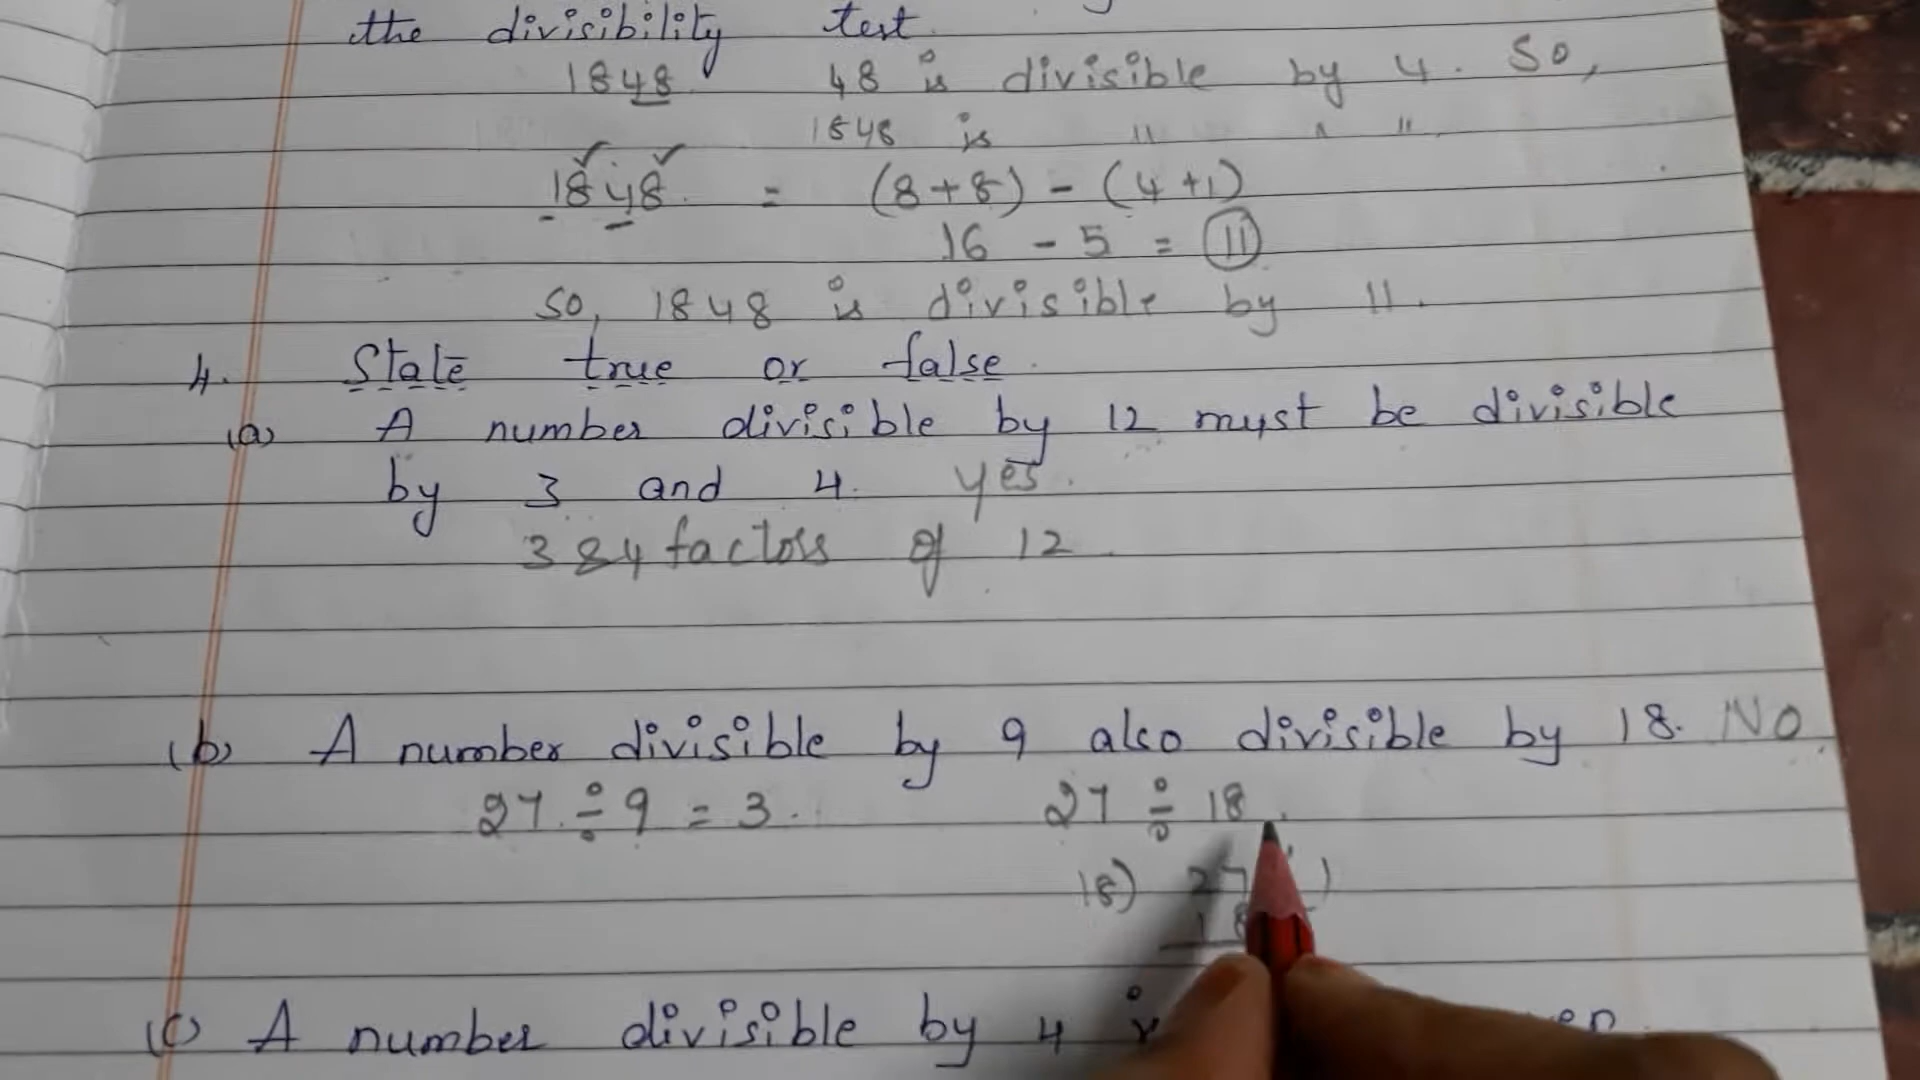 the divisibility test.
1848 48 is divisible by 4. So,
1848 is " " "
1848 = (8+8) - (4+1)
16 - 5 = 11
So, 1848 is divisible by 11.
4. State true or false.
(a) A number divisible by 12 must be divisible
by 3 and 4. yes.
3 & 4 factors of 12.
(b) A number divisible by 9 also divisible by 18. No.
27 ÷ 9 = 3. 27 ÷ 18.
18) 27
18
(c) A number divisible by 4